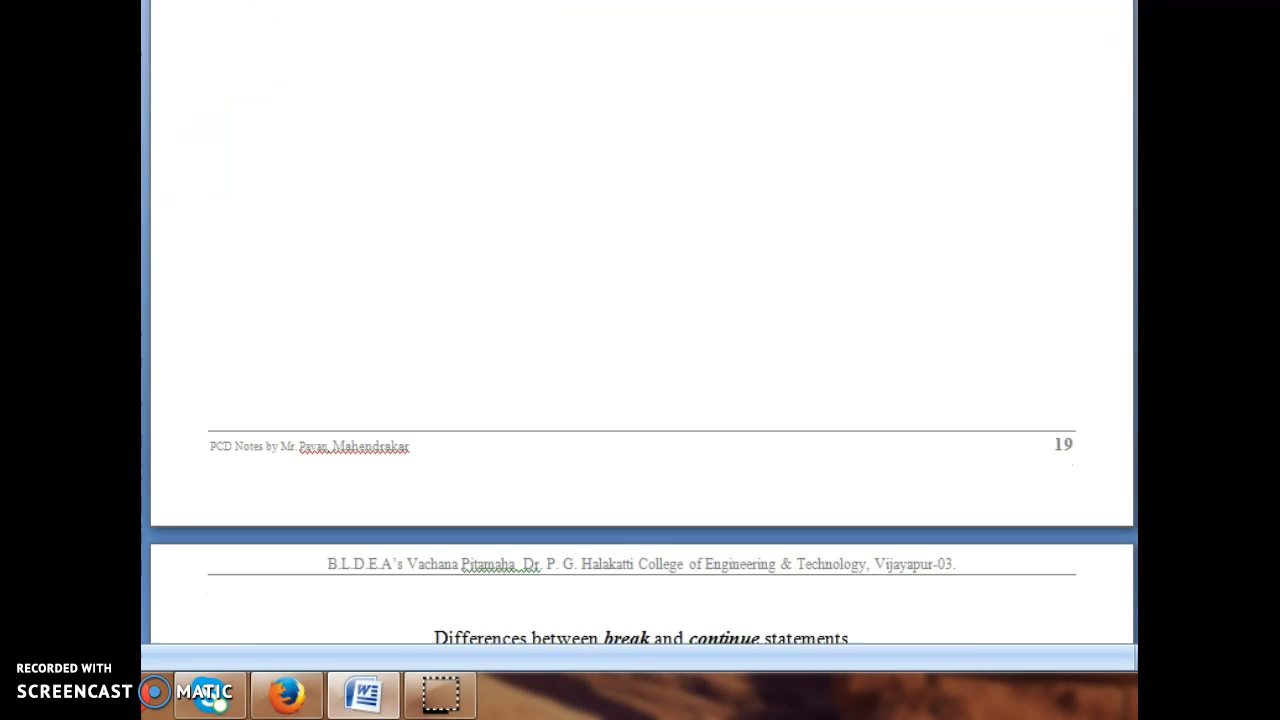 PCD Notes by Mr. Pavan Mahendrakar
19
B.L.D.E.A's Vachana Pitamaha Dr. P. G. Halakatti College of Engineering & Technology, Vijayapur-03.
Differences between break and continue statements
RECORDED WITH
SCREENCAST MATIC